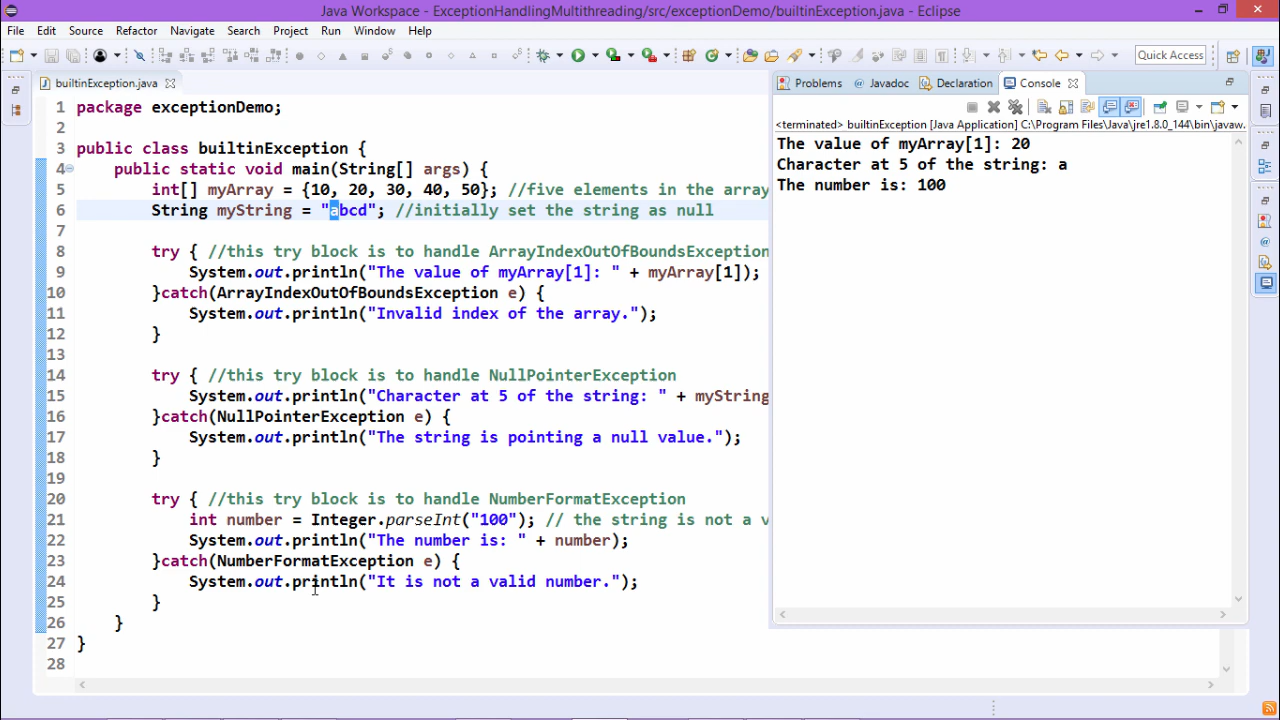 Java Workspace - ExceptionHandlingMultithreading/src/exceptionDemo/builtinException.java - Eclipse
File Edit Source Refactor Navigate Search Project Run Window Help
Quick Access
builtinException.java
Problems @ Javadoc Declaration Console
<terminated> builtinException [Java Application] C:\Program Files\Java\jre1.8.0_144\bin\javaw.
The value of myArray[1]: 20
Character at 5 of the string: a
The number is: 100
1 package exceptionDemo;
2
3 public class builtinException {
4 public static void main(String[] args) {
5 int[] myArray = {10, 20, 30, 40, 50}; //five elements in the array
6 String myString = "abcd"; //initially set the string as null
7
8 try { //this try block is to handle ArrayIndexOutOfBoundsException
9 System.out.println("The value of myArray[1]: " + myArray[1]);
10 }catch(ArrayIndexOutOfBoundsException e) {
11 System.out.println("Invalid index of the array.");
12 }
13
14 try { //this try block is to handle NullPointerException
15 System.out.println("Character at 5 of the string: " + myString
16 }catch(NullPointerException e) {
17 System.out.println("The string is pointing a null value.");
18 }
19
20 try { //this try block is to handle NumberFormatException
21 int number = Integer.parseInt("100"); // the string is not a v
22 System.out.println("The number is: " + number);
23 }catch(NumberFormatException e) {
24 System.out.println("It is not a valid number.");
25 }
26 }
27 }
28